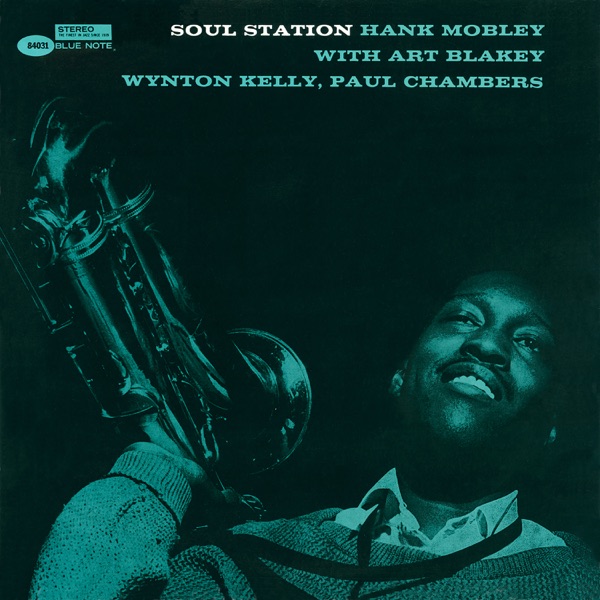 SOUL STATION HANK MOBLEY
WITH ART BLAKEY
WYNTON KELLY, PAUL CHAMBERS
STEREO
THE FINEST IN JAZZ SINCE 1939
84031 BLUE NOTE